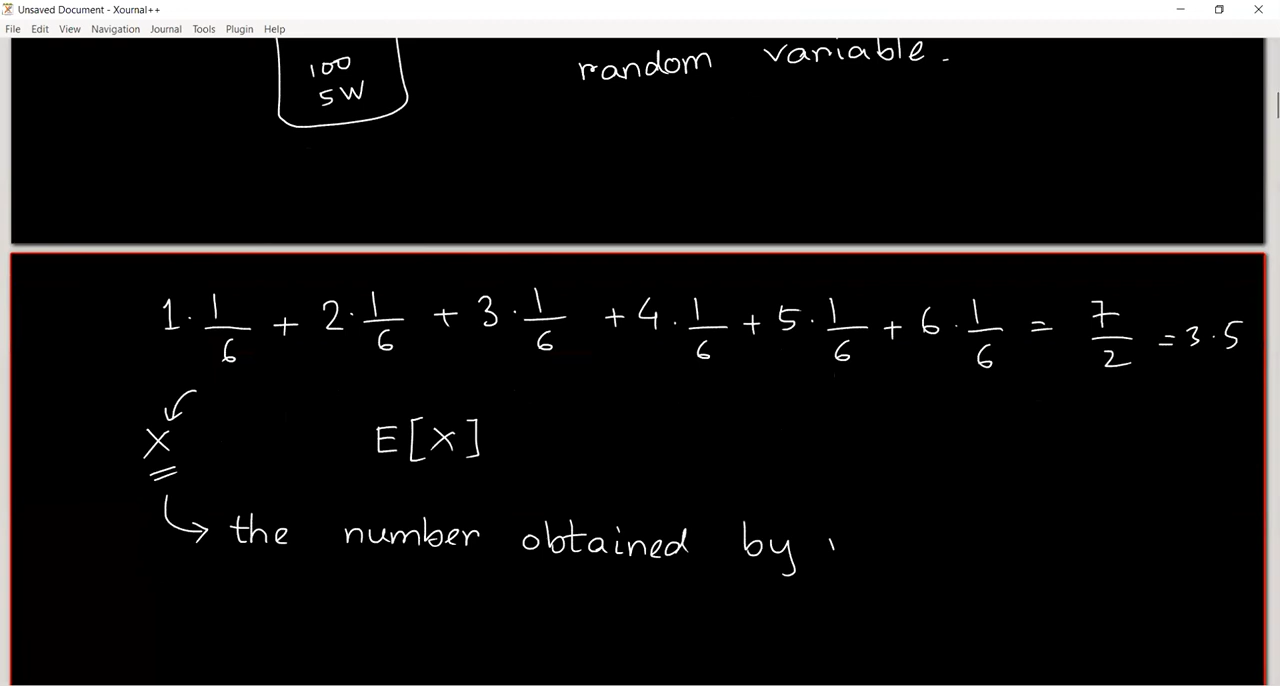 Unsaved Document - Xournal++
File Edit View Navigation Journal Tools Plugin Help
random variable.
100
5W
1 · 1/6 + 2 · 1/6 + 3 · 1/6 + 4 · 1/6 + 5 · 1/6 + 6 · 1/6 = 7/2 = 3.5
X E[X]
the number obtained by